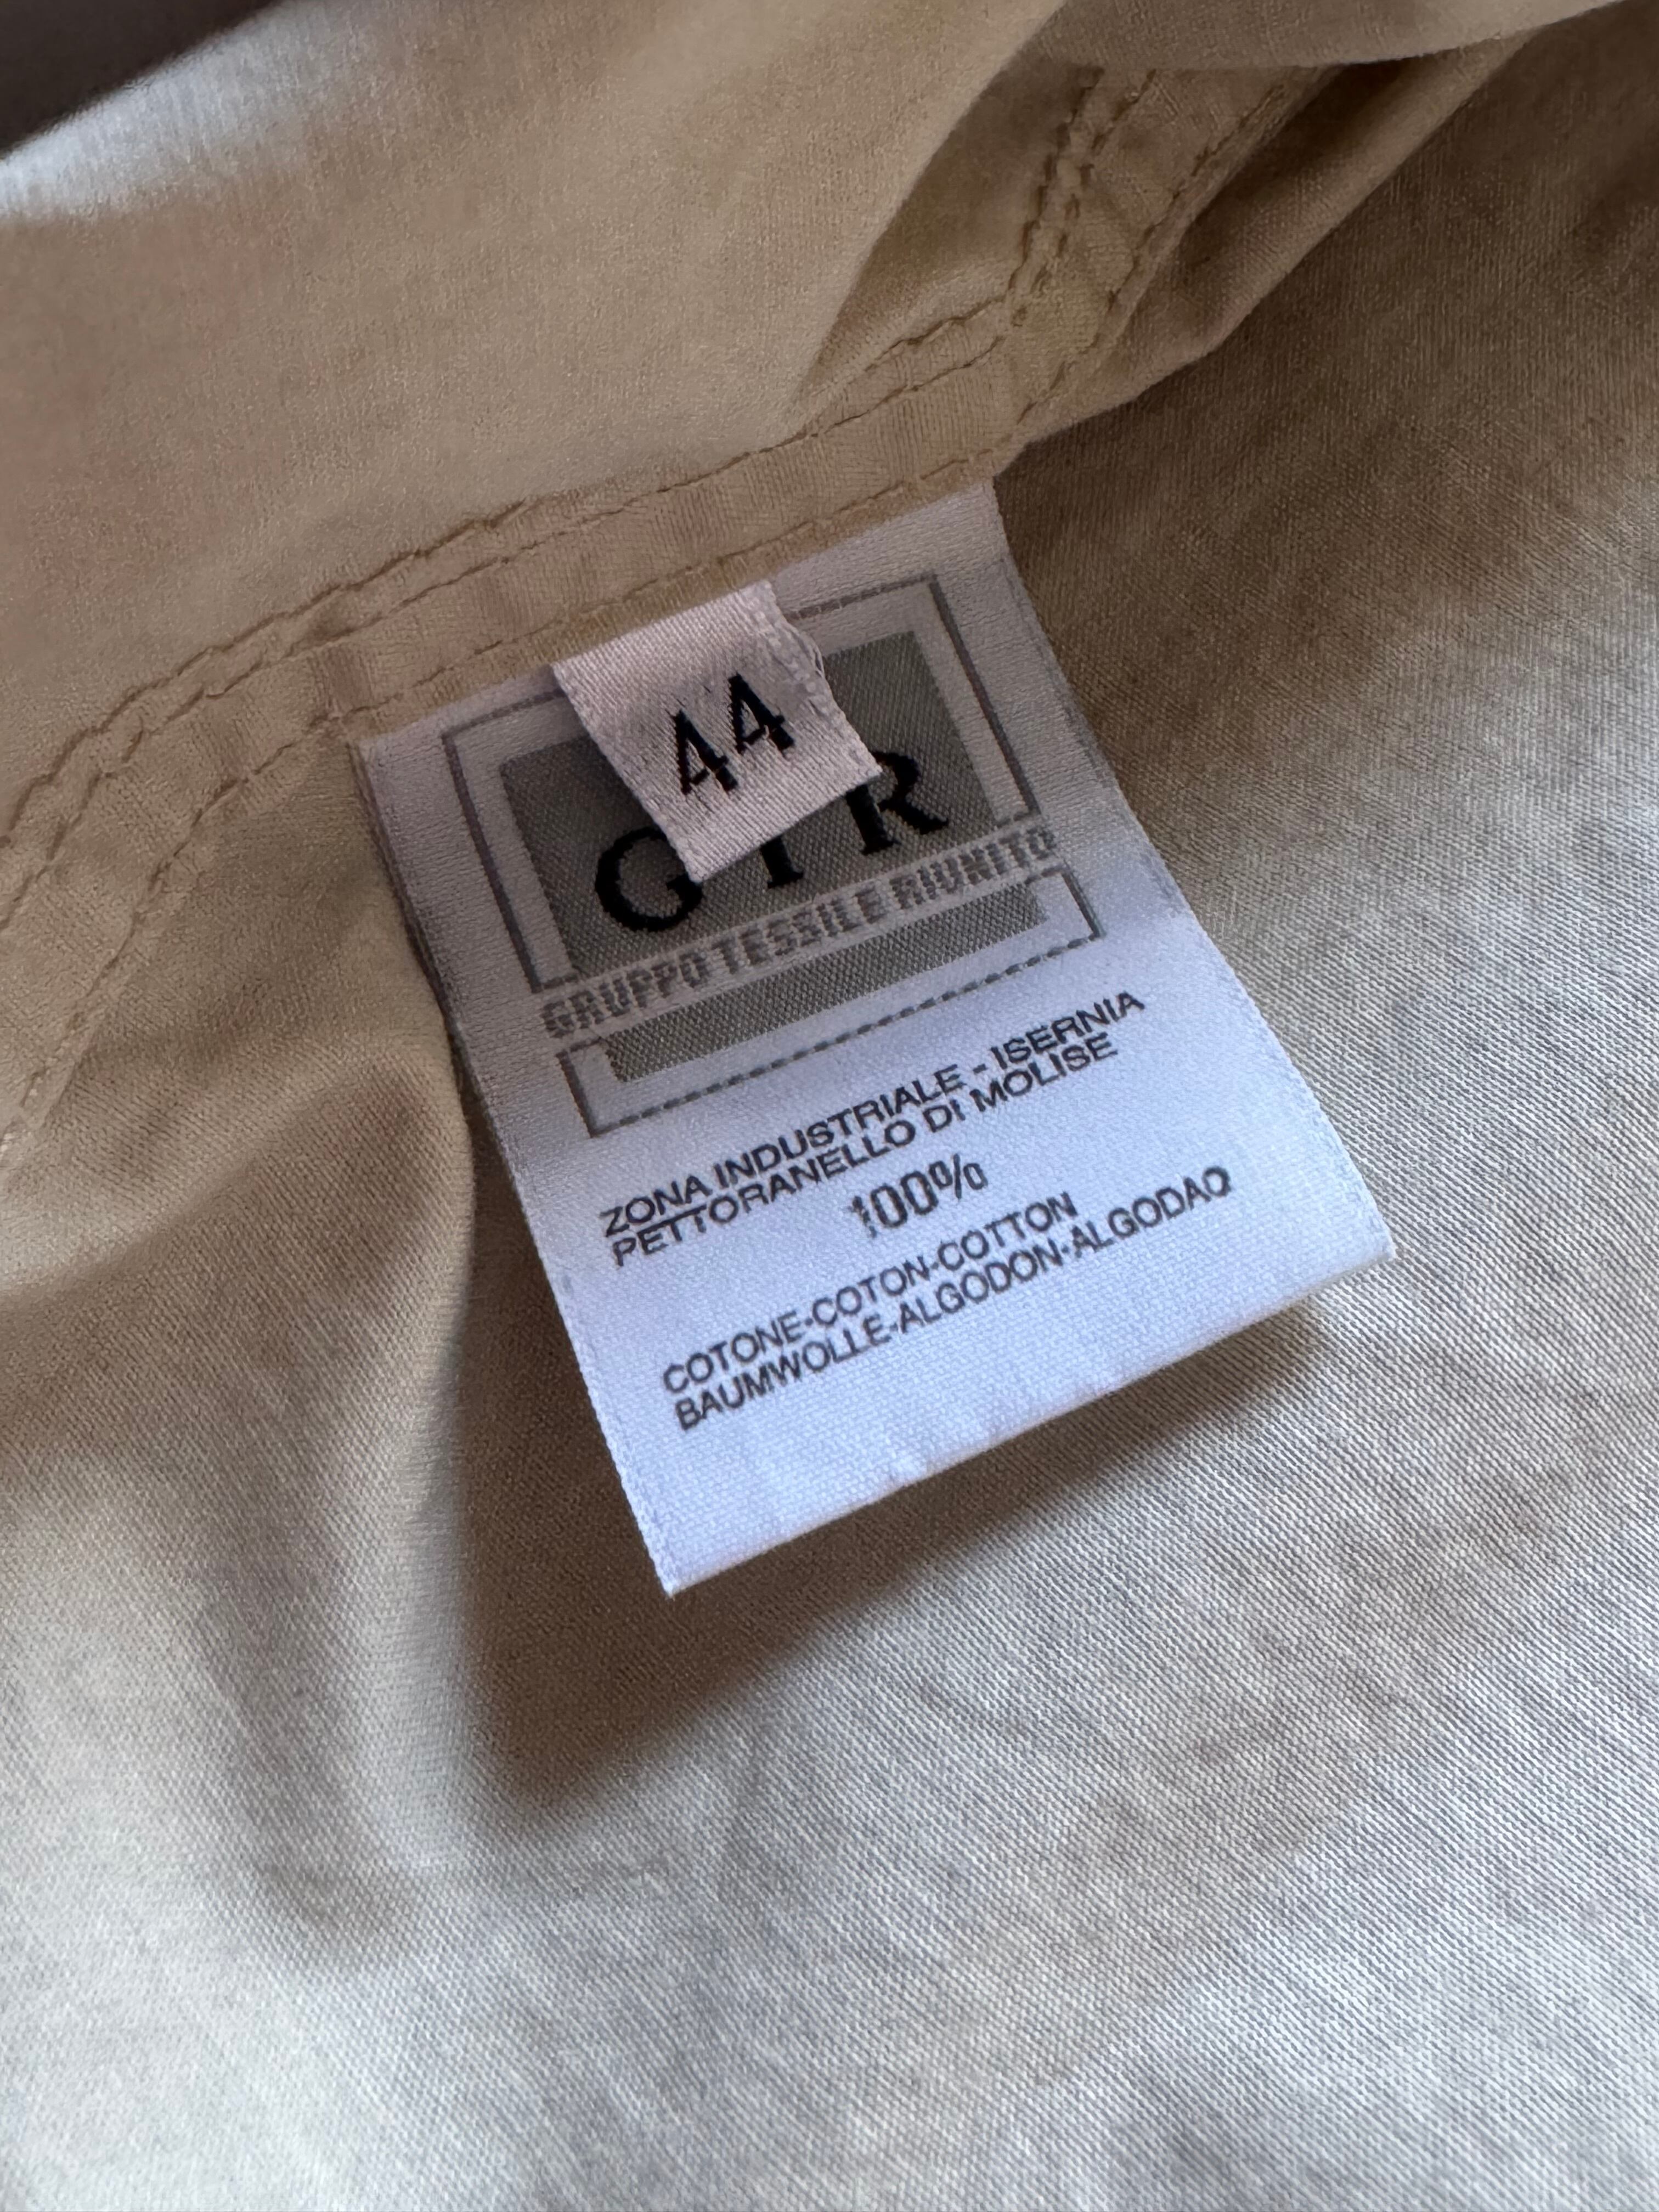 44
GTR
GRUPPO TESSILE RIUNITO
ZONA INDUSTRIALE - ISERNIA
PETTORANELLO DI MOLISE
100%
COTONE-COTON-COTTON
BAUMWOLLE-ALGODON-ALGODAO